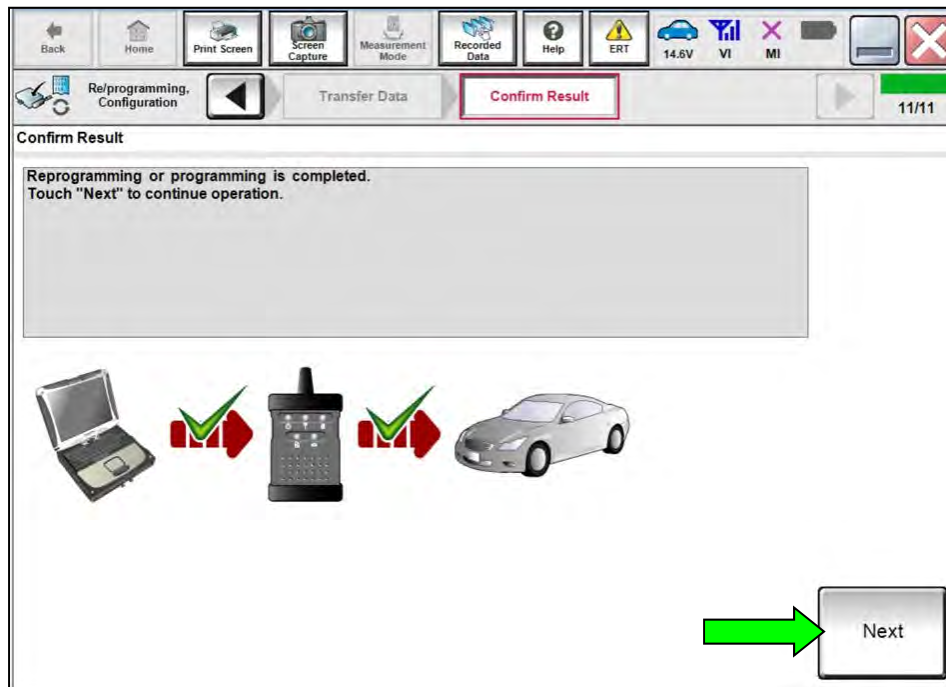 Back
Home
Print Screen
Screen
Capture
Measurement
Mode
Recorded
Data
Help
ERT
14.6V
VI
MI
Re/programming,
Configuration
Transfer Data
Confirm Result
11/11
Confirm Result
Reprogramming or programming is completed.
Touch "Next" to continue operation.
Next